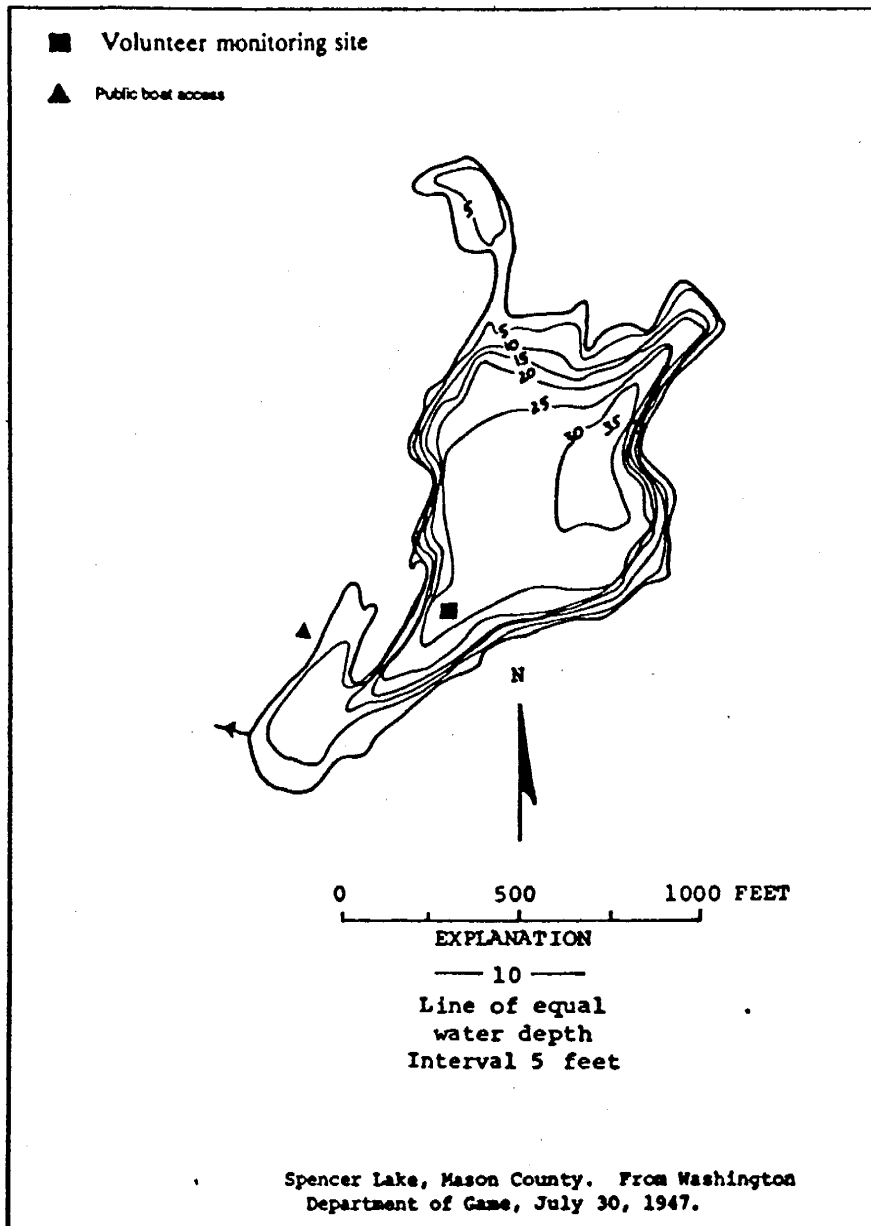 Volunteer monitoring site
Public boat access
5
5
10
15
20
25
30
35
N
0 500 1000 FEET
EXPLANATION
10
Line of equal
water depth
Interval 5 feet
Spencer Lake, Mason County. From Washington
Department of Game, July 30, 1947.